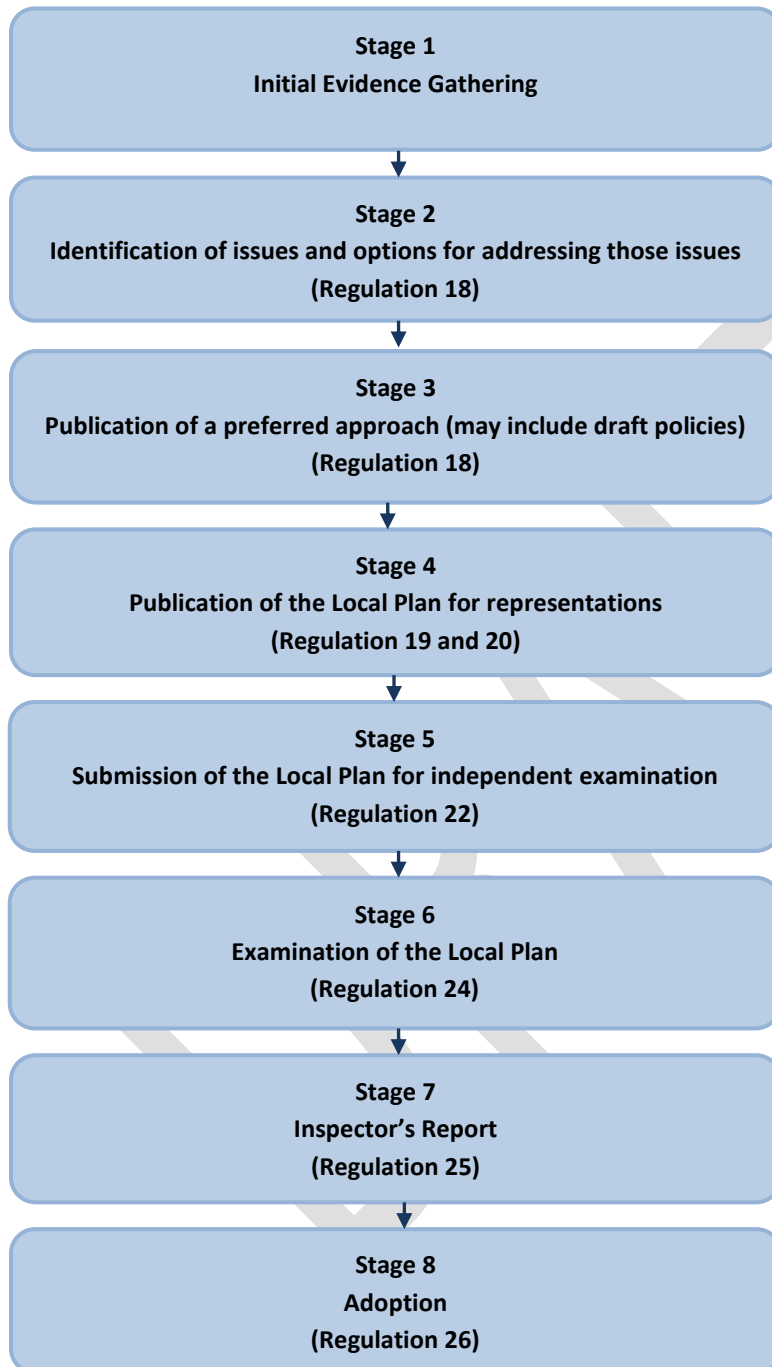 Stage 1
Initial Evidence Gathering
Stage 2
Identification of issues and options for addressing those issues
(Regulation 18)
Stage 3
Publication of a preferred approach (may include draft policies)
(Regulation 18)
Stage 4
Publication of the Local Plan for representations
(Regulation 19 and 20)
Stage 5
Submission of the Local Plan for independent examination
(Regulation 22)
Stage 6
Examination of the Local Plan
(Regulation 24)
Stage 7
Inspector’s Report
(Regulation 25)
Stage 8
Adoption
(Regulation 26)